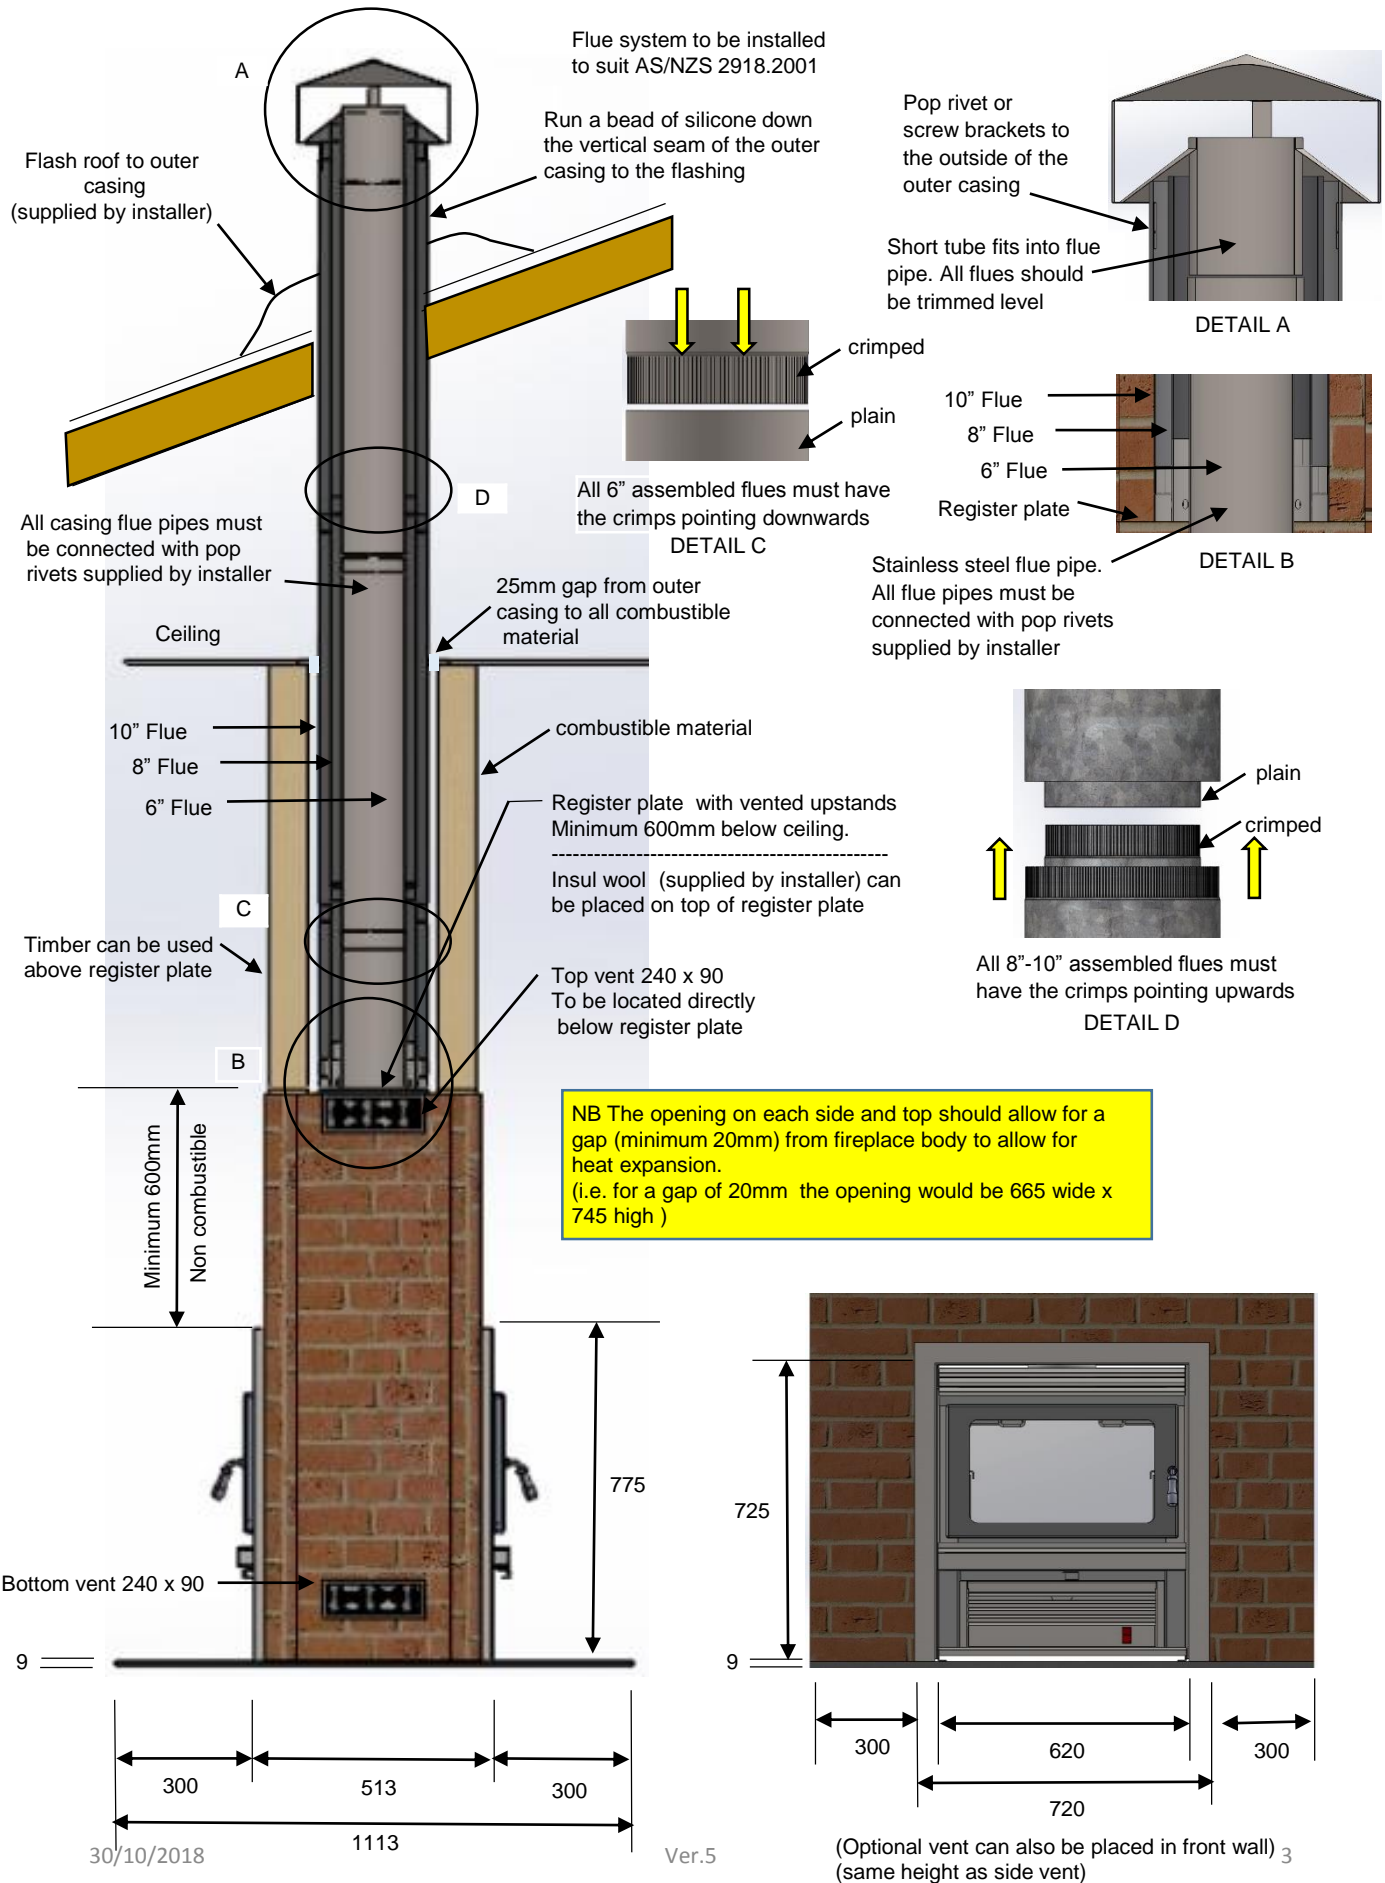 Flue system to be installed
to suit AS/NZS 2918.2001
A
Run a bead of silicone down
the vertical seam of the outer
casing to the flashing
Flash roof to outer
casing
(supplied by installer)
Pop rivet or
screw brackets to
the outside of the
outer casing
Short tube fits into flue
pipe. All flues should
be trimmed level
DETAIL A
crimped
plain
All 6” assembled flues must have
the crimps pointing downwards
DETAIL C
10” Flue
8” Flue
6” Flue
Register plate
DETAIL B
Stainless steel flue pipe.
All flue pipes must be
connected with pop rivets
supplied by installer
D
All casing flue pipes must
be connected with pop
rivets supplied by installer
25mm gap from outer
casing to all combustible
material
Ceiling
10” Flue
8” Flue
6” Flue
combustible material
Register plate with vented upstands
Minimum 600mm below ceiling.
-----------------------------------------------
Insul wool (supplied by installer) can
be placed on top of register plate
plain
crimped
All 8”-10” assembled flues must
have the crimps pointing upwards
DETAIL D
C
Timber can be used
above register plate
Top vent 240 x 90
To be located directly
below register plate
B
Minimum 600mm
Non combustible
NB The opening on each side and top should allow for a
gap (minimum 20mm) from fireplace body to allow for
heat expansion.
(i.e. for a gap of 20mm the opening would be 665 wide x
745 high )
775
Bottom vent 240 x 90
9
300
513
300
1113
725
9
300
620
300
720
(Optional vent can also be placed in front wall)
(same height as side vent)
30/10/2018
Ver.5
3